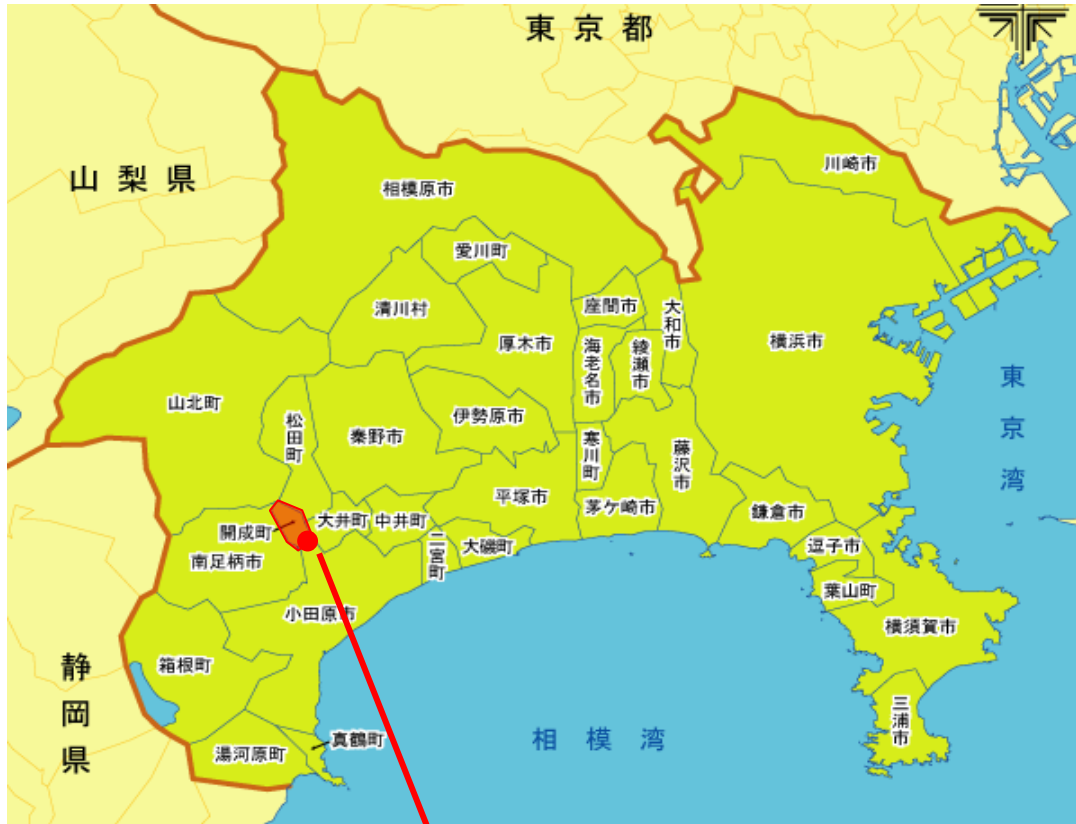 東京都
山梨県
川崎市
相模原市
愛川町
清川村
座間市
大和市
厚木市
横浜市
海老名市
綾瀬市
東京湾
山北町
松田町
秦野市
伊勢原市
寒川町
藤沢市
平塚市
茅ケ崎市
鎌倉市
開成町
大井町
中井町
二宮町
大磯町
逗子市
南足柄市
葉山町
小田原市
横須賀市
静岡県
箱根町
三浦市
相模湾
真鶴町
湯河原町